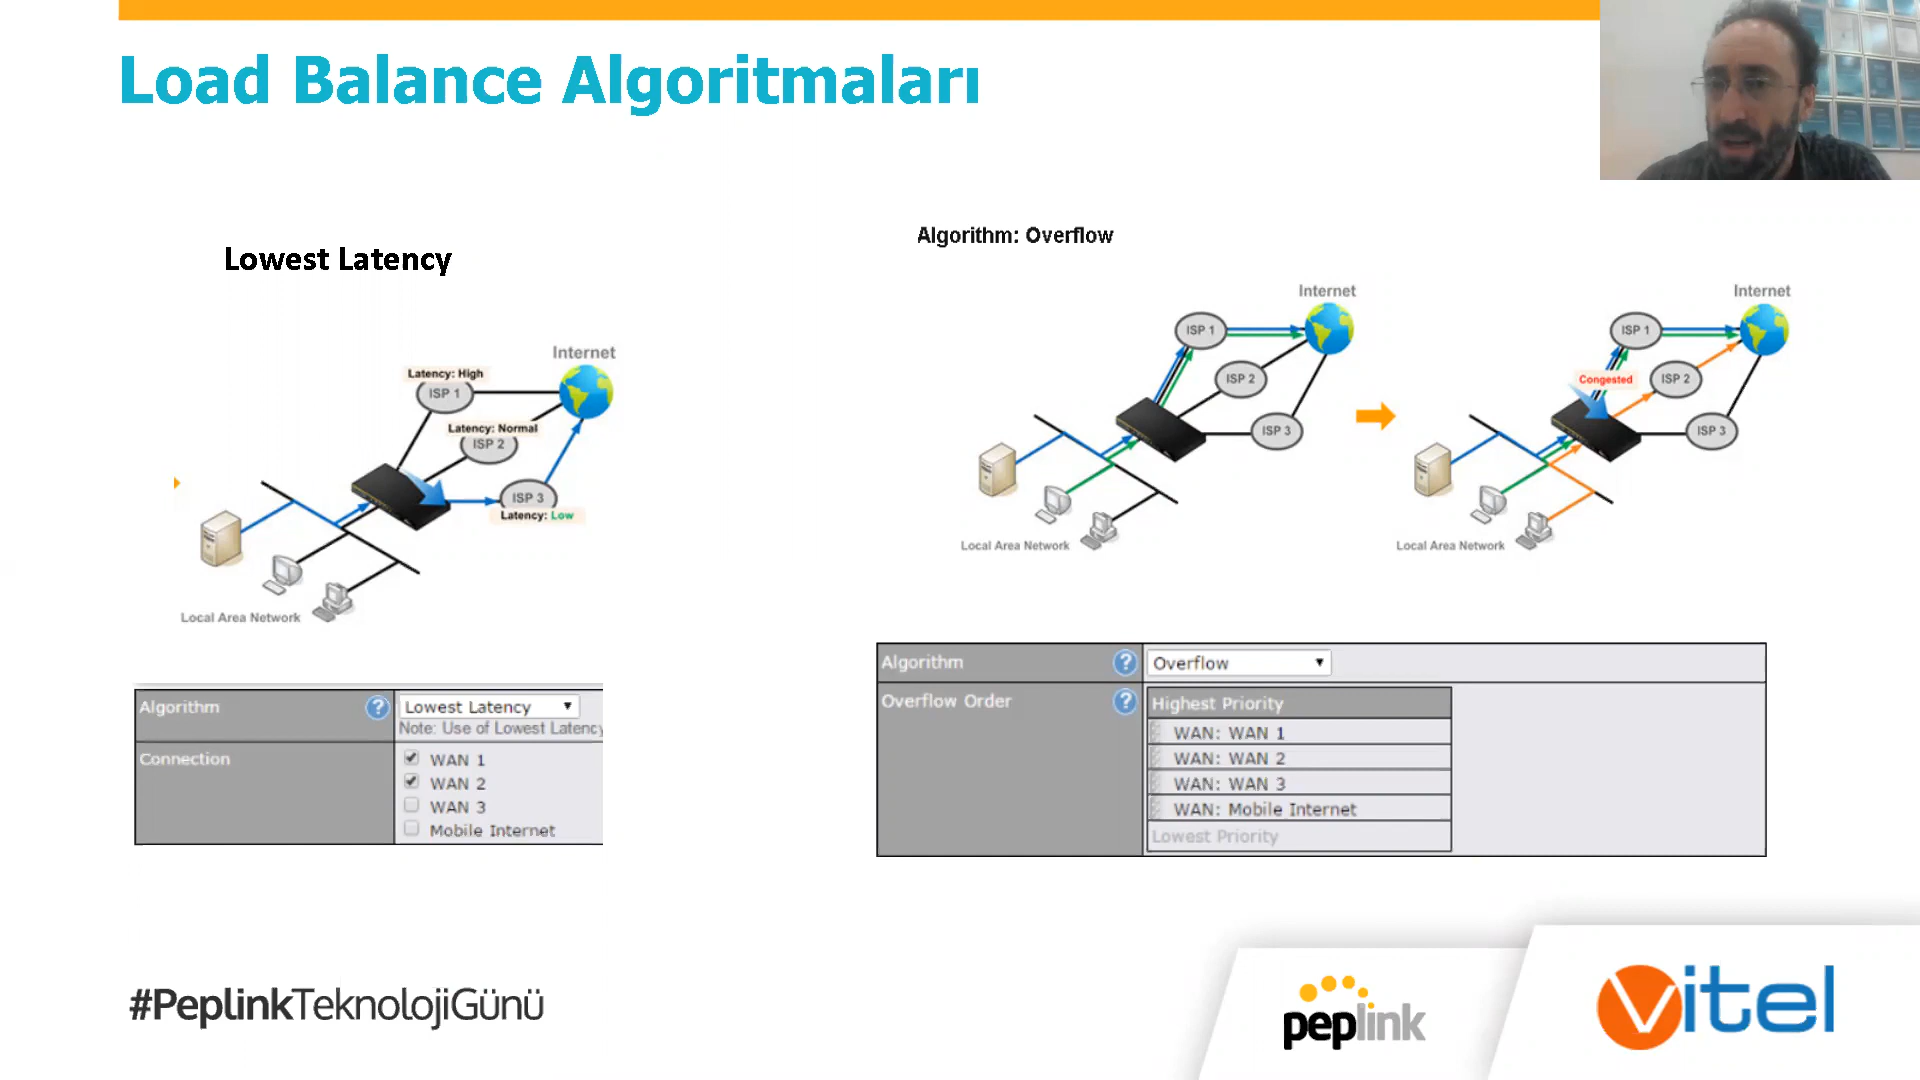 Load Balance Algoritmaları
Lowest Latency
Internet
Latency: High
ISP 1
Latency: Normal
ISP 2
ISP 3
Latency: Low
Local Area Network
Algorithm
Lowest Latency
Note: Use of Lowest Latency
Connection
WAN 1
WAN 2
WAN 3
Mobile Internet
Algorithm: Overflow
Internet
ISP 1
ISP 2
ISP 3
Local Area Network
Internet
ISP 1
Congested
ISP 2
ISP 3
Local Area Network
Algorithm
Overflow
Overflow Order
Highest Priority
WAN: WAN 1
WAN: WAN 2
WAN: WAN 3
WAN: Mobile Internet
Lowest Priority
#PeplinkTeknolojiGünü
peplink
vitel